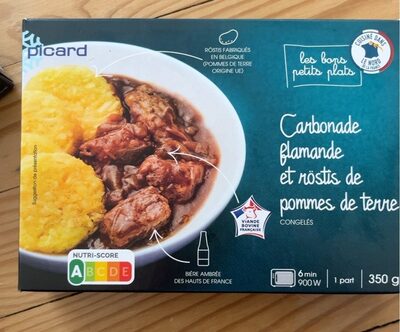 picard
RÖSTIS FABRIQUÉS
EN BELGIQUE
(POMMES DE TERRE
ORIGINE UE)
les bons
petits plats
CUISINÉ DANS
LE NORD
Carbonade
flamande
et röstis de
pommes de terre
CONGELÉS
Suggestion de présentation
VIANDE
BOVINE
FRANÇAISE
NUTRI-SCORE
A B C D E
BIÈRE AMBRÉE
DES HAUTS DE FRANCE
6 min
900 W
1 part
350 g